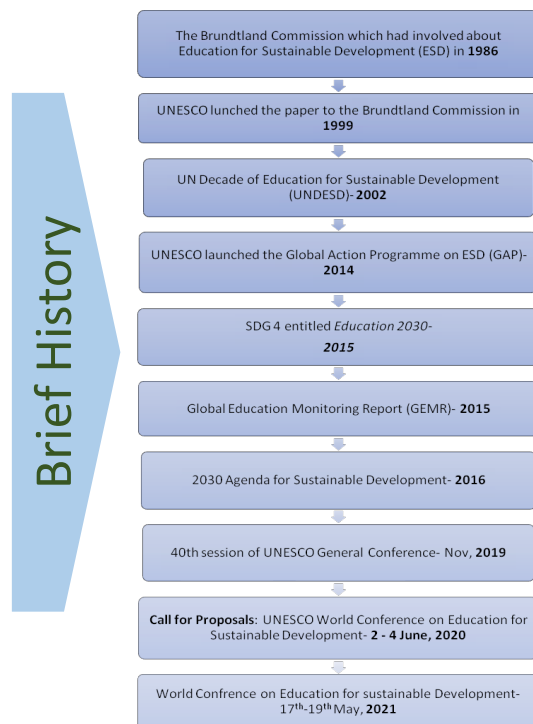 Brief History
The Brundtland Commission which had involved about
Education for Sustainable Development (ESD) in 1986
UNESCO lunched the paper to the Brundtland Commission in
1999
UN Decade of Education for Sustainable Development
(UNDESD)- 2002
UNESCO launched the Global Action Programme on ESD (GAP)-
2014
SDG 4 entitled Education 2030-
2015
Global Education Monitoring Report (GEMR)- 2015
2030 Agenda for Sustainable Development- 2016
40th session of UNESCO General Conference- Nov, 2019
Call for Proposals: UNESCO World Conference on Education for
Sustainable Development- 2 - 4 June, 2020
World Confrence on Education for sustainable Development-
17th-19th May, 2021